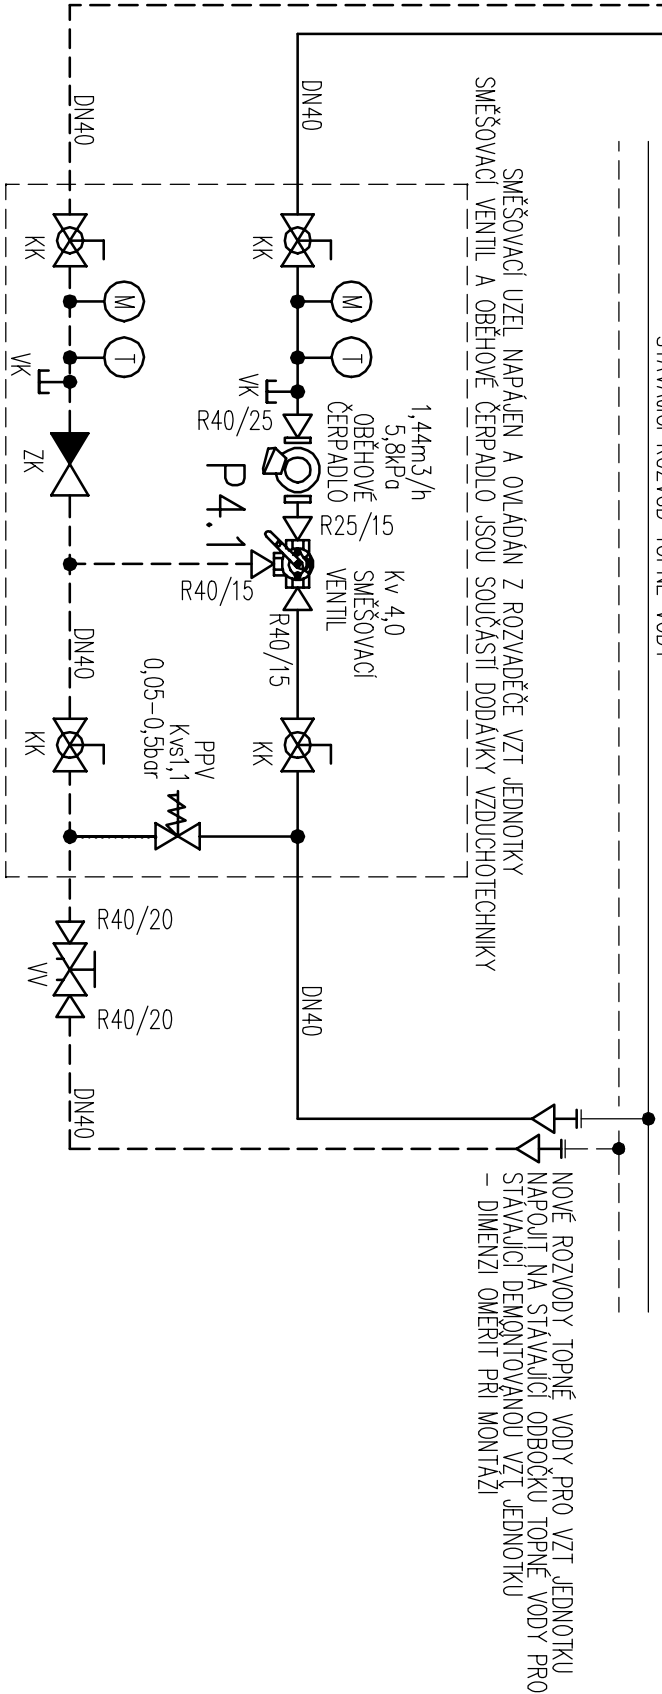 STÁVAJÍCÍ ROZVOD TOPNÉ VODY
NOVÉ ROZVODY TOPNÉ VODY PRO VZT JEDNOTKU
NAPOJIT NA STÁVAJÍCÍ ODBOČKU TOPNÉ VODY PRO
STÁVAJÍCÍ DEMONTOVANOU VZT JEDNOTKU
– DIMENZI OMĚŘIT PŘI MONTÁŽI
SMĚŠOVACÍ UZEL NAPÁJEN A OVLÁDÁN Z ROZVADĚČE VZT JEDNOTKY
SMĚŠOVACÍ VENTIL A OBĚHOVÉ ČERPADLO JSOU SOUČÁSTÍ DODÁVKY VZDUCHOTECHNIKY
DN40
KK
M
T
VK
R40/25
1,44m3/h
5,8kPa
OBĚHOVÉ
ČERPADLO
P4.1
R25/15
Kv 4,0
SMĚŠOVACÍ
VENTIL
R40/15
R40/15
KK
DN40
DN40
KK
M
T
VK
ZK
DN40
KK
PPV
Kvs1,1
0,05–0,5bar
R40/20
VV
R40/20
DN40